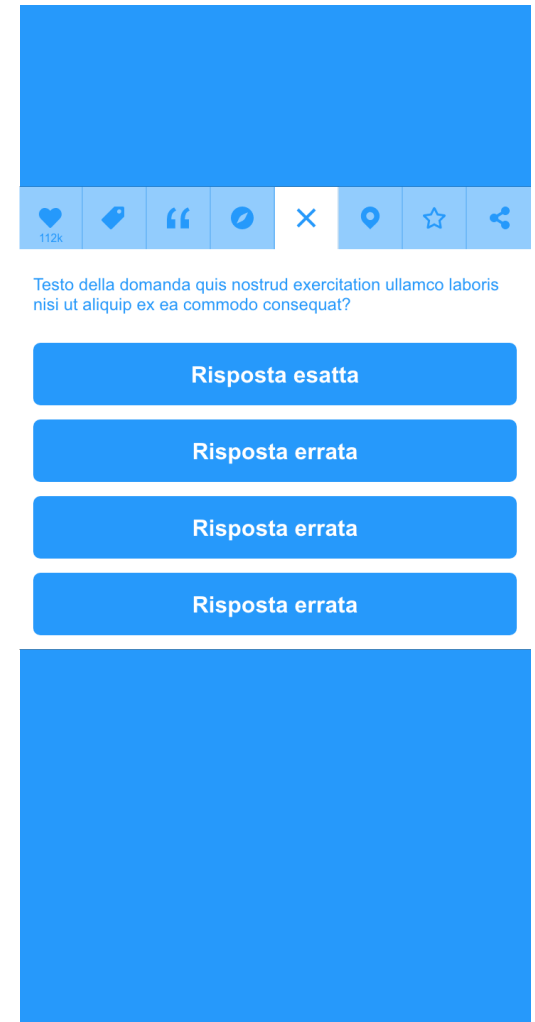 112k
Testo della domanda quis nostrud exercitation ullamco laboris
nisi ut aliquip ex ea commodo consequat?
Risposta esatta
Risposta errata
Risposta errata
Risposta errata